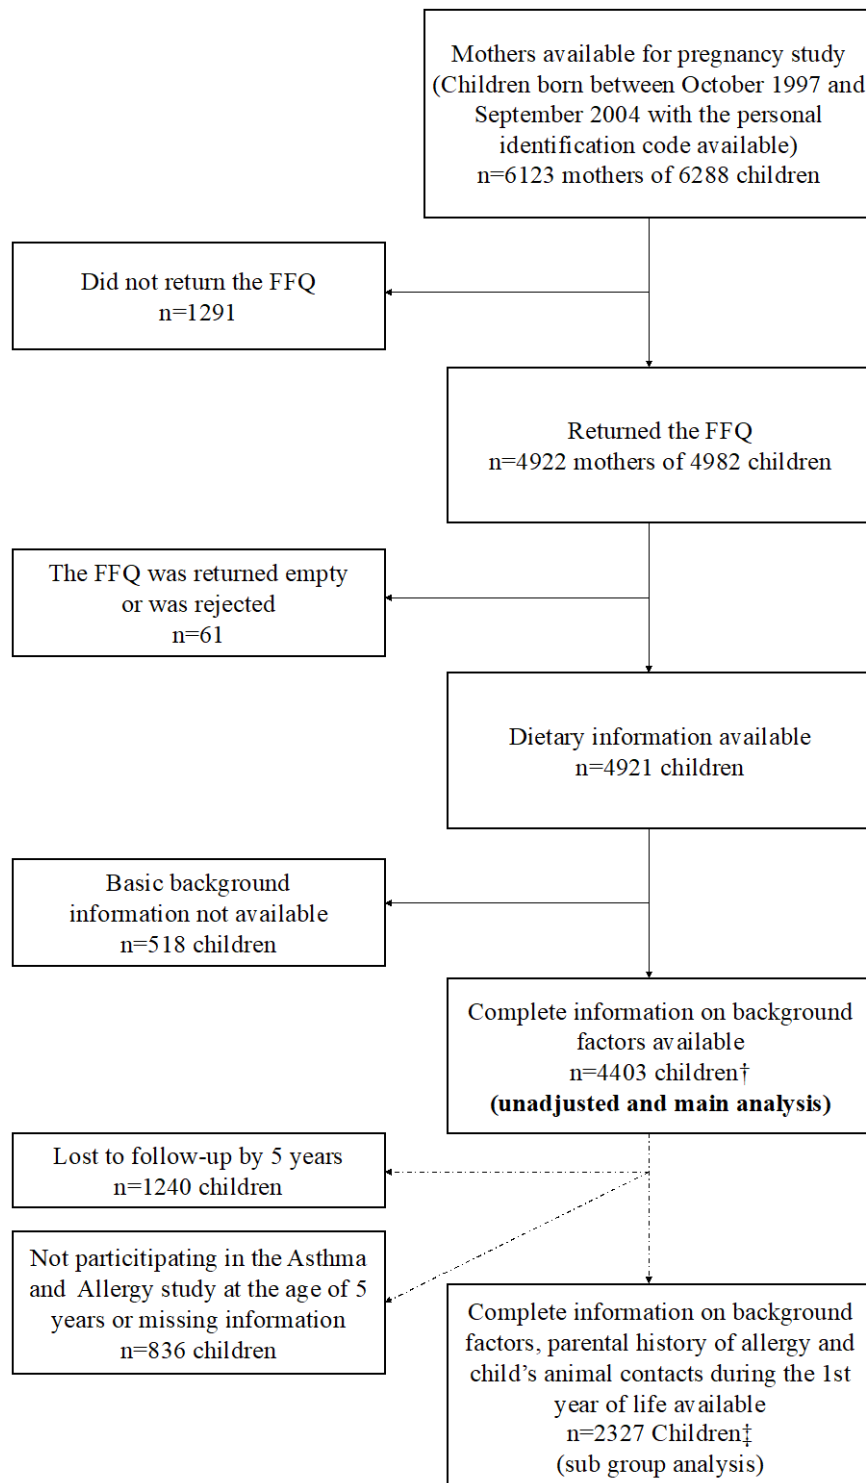 Mothers available for pregnancy study
(Children born between October 1997 and
September 2004 with the personal
identification code available)
n=6123 mothers of 6288 children
Did not return the FFQ
n=1291
Returned the FFQ
n=4922 mothers of 4982 children
The FFQ was returned empty
or was rejected
n=61
Dietary information available
n=4921 children
Basic background
information not available
n=518 children
Complete information on background
factors available
n=4403 children†
(unadjusted and main analysis)
Lost to follow-up by 5 years
n=1240 children
Not particitipating in the Asthma
and Allergy study at the age of 5
years or missing information
n=836 children
Complete information on background
factors, parental history of allergy and
child’s animal contacts during the 1st
year of life available
n=2327 Children‡
(sub group analysis)